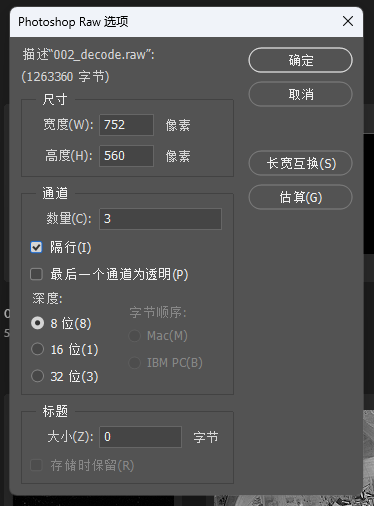 Photoshop Raw 选项
描述“002_decode.raw”:
(1263360 字节)
确定
取消
长宽互换(S)
估算(G)
尺寸
宽度(W): 752 像素
高度(H): 560 像素
通道
数量(C): 3
隔行(I)
最后一个通道为透明(P)
深度:
8 位(8)
16 位(1)
32 位(3)
字节顺序:
Mac(M)
IBM PC(B)
标题
大小(Z): 0 字节
存储时保留(R)